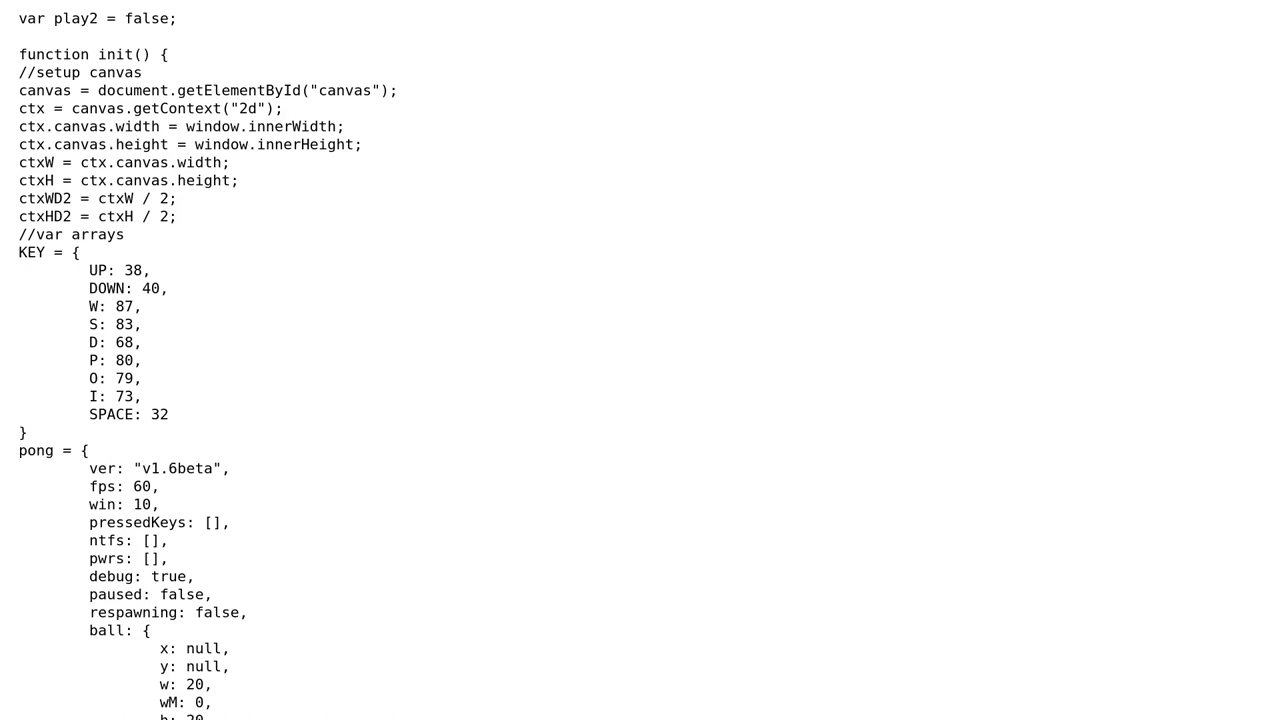 var play2 = false;

function init() {
//setup canvas
canvas = document.getElementById("canvas");
ctx = canvas.getContext("2d");
ctx.canvas.width = window.innerWidth;
ctx.canvas.height = window.innerHeight;
ctxW = ctx.canvas.width;
ctxH = ctx.canvas.height;
ctxWD2 = ctxW / 2;
ctxHD2 = ctxH / 2;
//var arrays
KEY = {
        UP: 38,
        DOWN: 40,
        W: 87,
        S: 83,
        D: 68,
        P: 80,
        O: 79,
        I: 73,
        SPACE: 32
}
pong = {
        ver: "v1.6beta",
        fps: 60,
        win: 10,
        pressedKeys: [],
        ntfs: [],
        pwrs: [],
        debug: true,
        paused: false,
        respawning: false,
        ball: {
                x: null,
                y: null,
                w: 20,
                wM: 0,
                h: 20